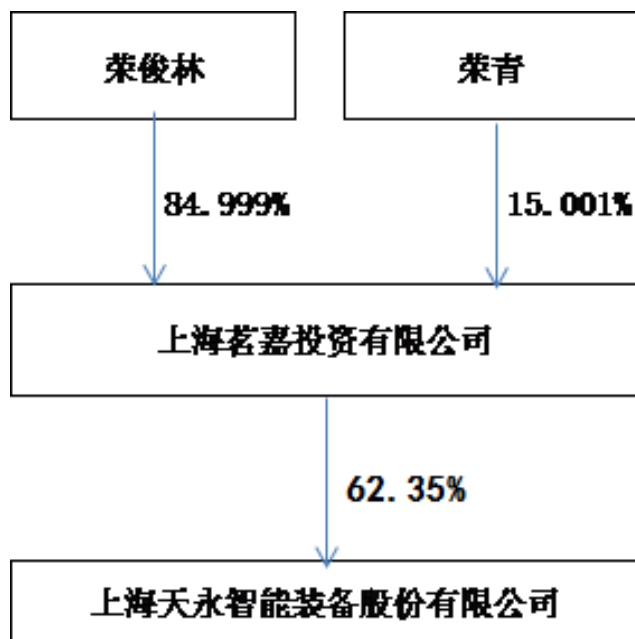 荣俊林
荣青
84.999%
15.001%
上海茗嘉投资有限公司
62.35%
上海天永智能装备股份有限公司